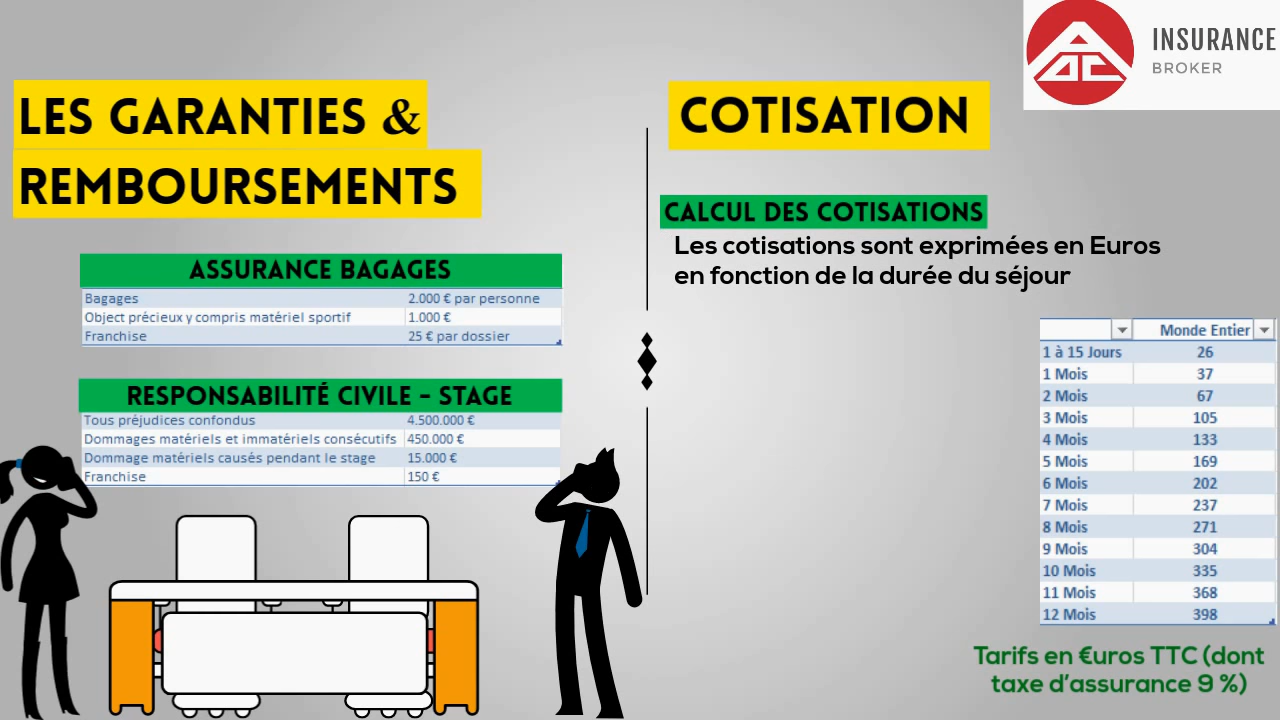 INSURANCE
BROKER
LES GARANTIES &
REMBOURSEMENTS
ASSURANCE BAGAGES
Bagages 2.000 € par personne
Object précieux y compris matériel sportif 1.000 €
Franchise 25 € par dossier
RESPONSABILITÉ CIVILE - STAGE
Tous préjudices confondus 4.500.000 €
Dommages matériels et immatériels consécutifs 450.000 €
Dommage matériels causés pendant le stage 15.000 €
Franchise 150 €
COTISATION
CALCUL DES COTISATIONS
Les cotisations sont exprimées en Euros
en fonction de la durée du séjour
Monde Entier
1 à 15 Jours 26
1 Mois 37
2 Mois 67
3 Mois 105
4 Mois 133
5 Mois 169
6 Mois 202
7 Mois 237
8 Mois 271
9 Mois 304
10 Mois 335
11 Mois 368
12 Mois 398
Tarifs en €uros TTC (dont
taxe d'assurance 9 %)